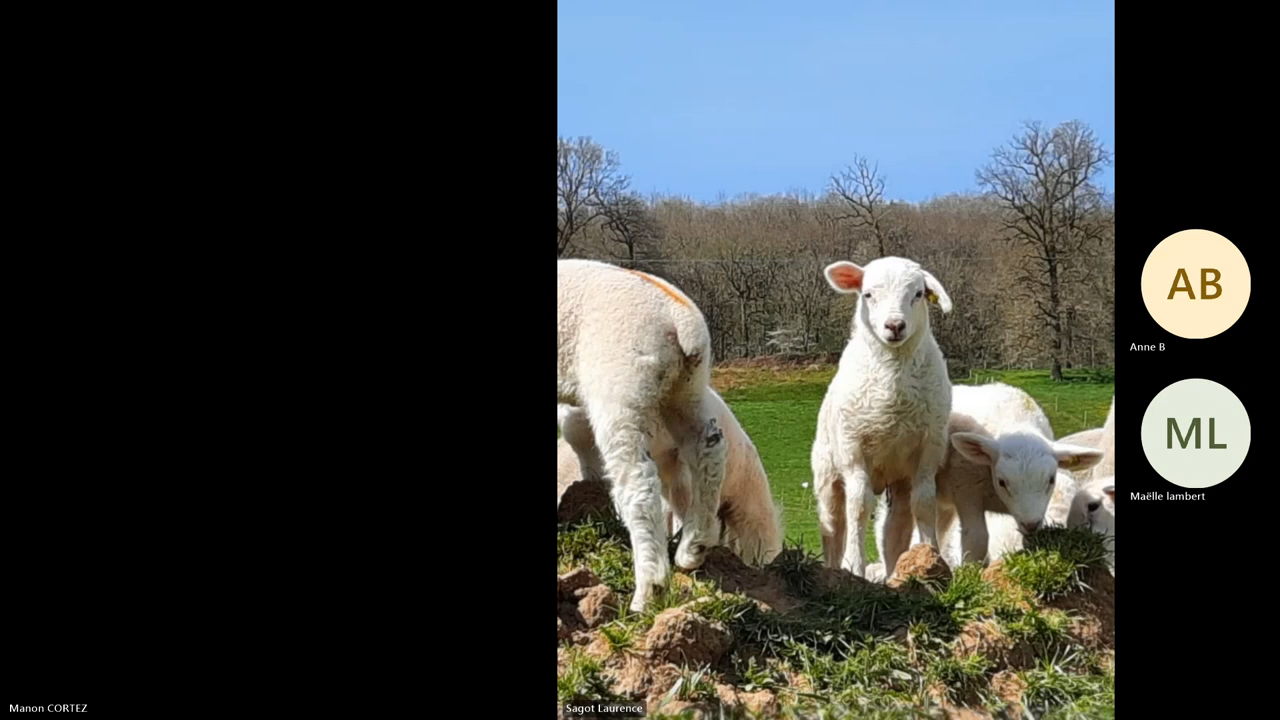 Manon CORTEZ
Sagot Laurence
AB
Anne B
ML
Maëlle lambert